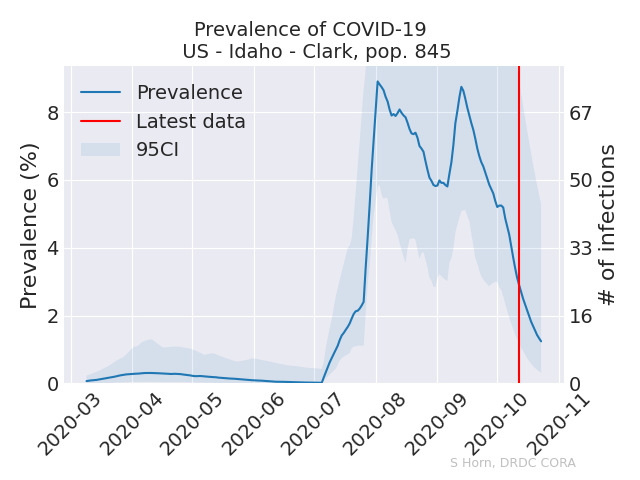 Prevalence of COVID-19
US - Idaho - Clark, pop. 845
Prevalence
Latest data
95CI
Prevalence (%)
8
6
4
2
0
67
50
33
16
0
# of infections
2020-03
2020-04
2020-05
2020-06
2020-07
2020-08
2020-09
2020-10
2020-11
S Horn, DRDC CORA